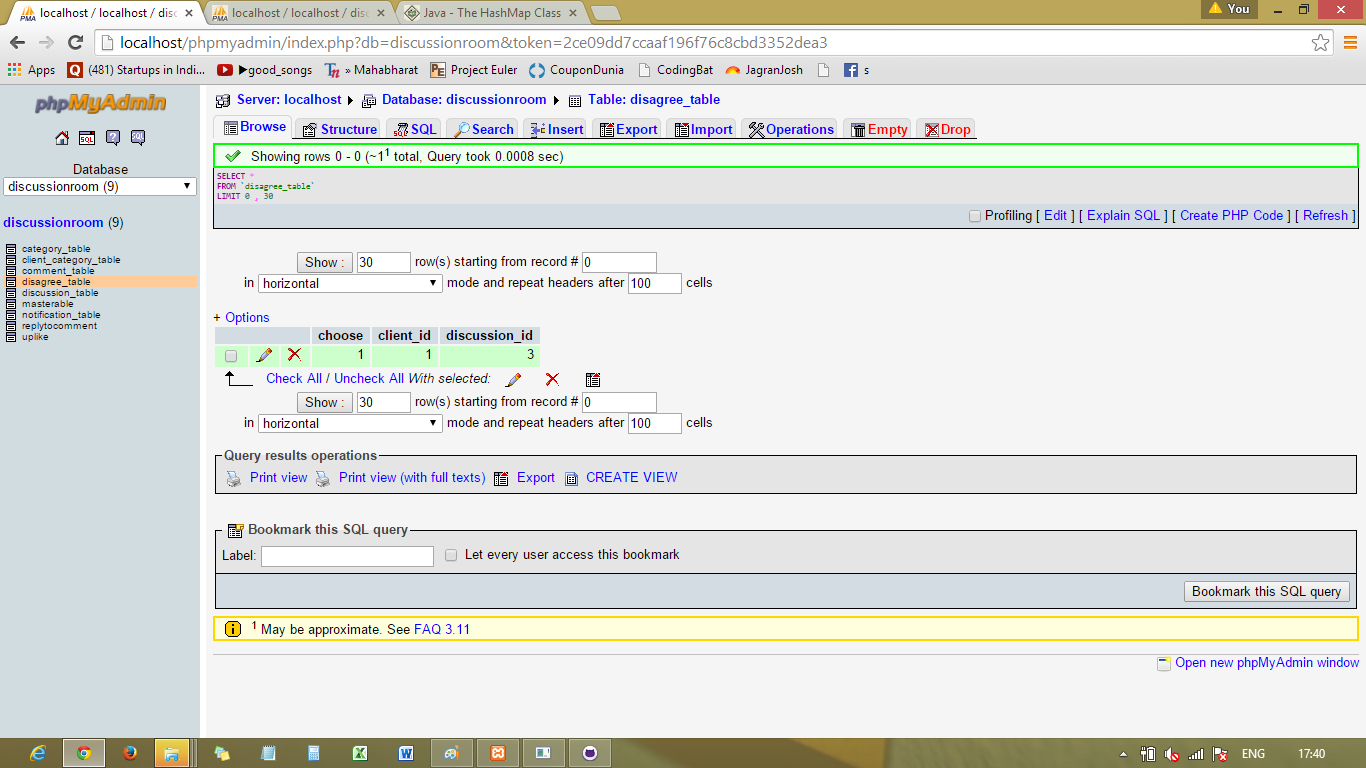 localhost / localhost / disc
localhost / localhost / dise
Java - The HashMap Class
You
localhost/phpmyadmin/index.php?db=discussionroom&token=2ce09dd7ccaaf196f76c8cbd3352dea3
Apps
(481) Startups in Indi...
▶good_songs
» Mahabharat
Project Euler
CouponDunia
CodingBat
JagranJosh
s
phpMyAdmin
Database
discussionroom (9)
discussionroom (9)
category_table
client_category_table
comment_table
disagree_table
discussion_table
masterable
notification_table
replytocomment
uplike
Server: localhost ▶ Database: discussionroom ▶ Table: disagree_table
Browse Structure SQL Search Insert Export Import Operations Empty Drop
Showing rows 0 - 0 (~1¹ total, Query took 0.0008 sec)
SELECT *
FROM `disagree_table`
LIMIT 0 , 30
Profiling [ Edit ] [ Explain SQL ] [ Create PHP Code ] [ Refresh ]
Show : 30 row(s) starting from record # 0
in horizontal mode and repeat headers after 100 cells
+ Options
choose client_id discussion_id
1 1 3
Check All / Uncheck All With selected:
Show : 30 row(s) starting from record # 0
in horizontal mode and repeat headers after 100 cells
Query results operations
Print view Print view (with full texts) Export CREATE VIEW
Bookmark this SQL query
Label: Let every user access this bookmark
Bookmark this SQL query
¹ May be approximate. See FAQ 3.11
Open new phpMyAdmin window
ENG 17:40